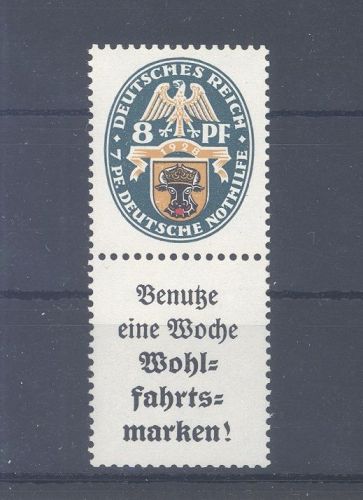 DEUTSCHES REICH
8 PF
1928
7 PF. DEUTSCHE NOTHILFE
Benutze
eine Woche
Wohl=
fahrts=
marken!